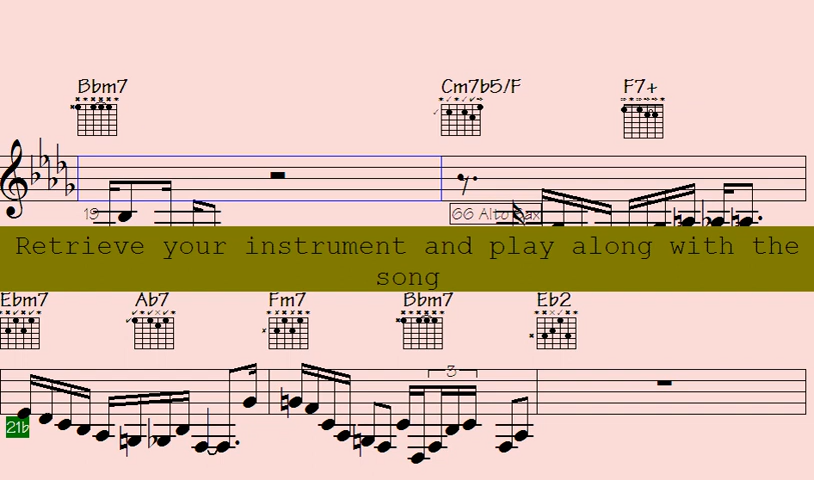 Bbm7 Cm7b5/F F7+
19 66 Alto Sax
Retrieve your instrument and play along with the
song
Ebm7 Ab7 Fm7 Bbm7 Eb2
3
21b